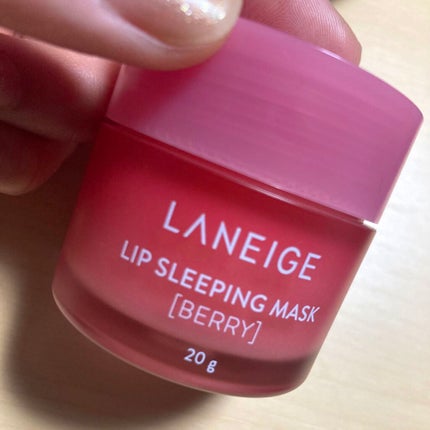 LANEIGE
LIP SLEEPING MASK
[BERRY]
20 g